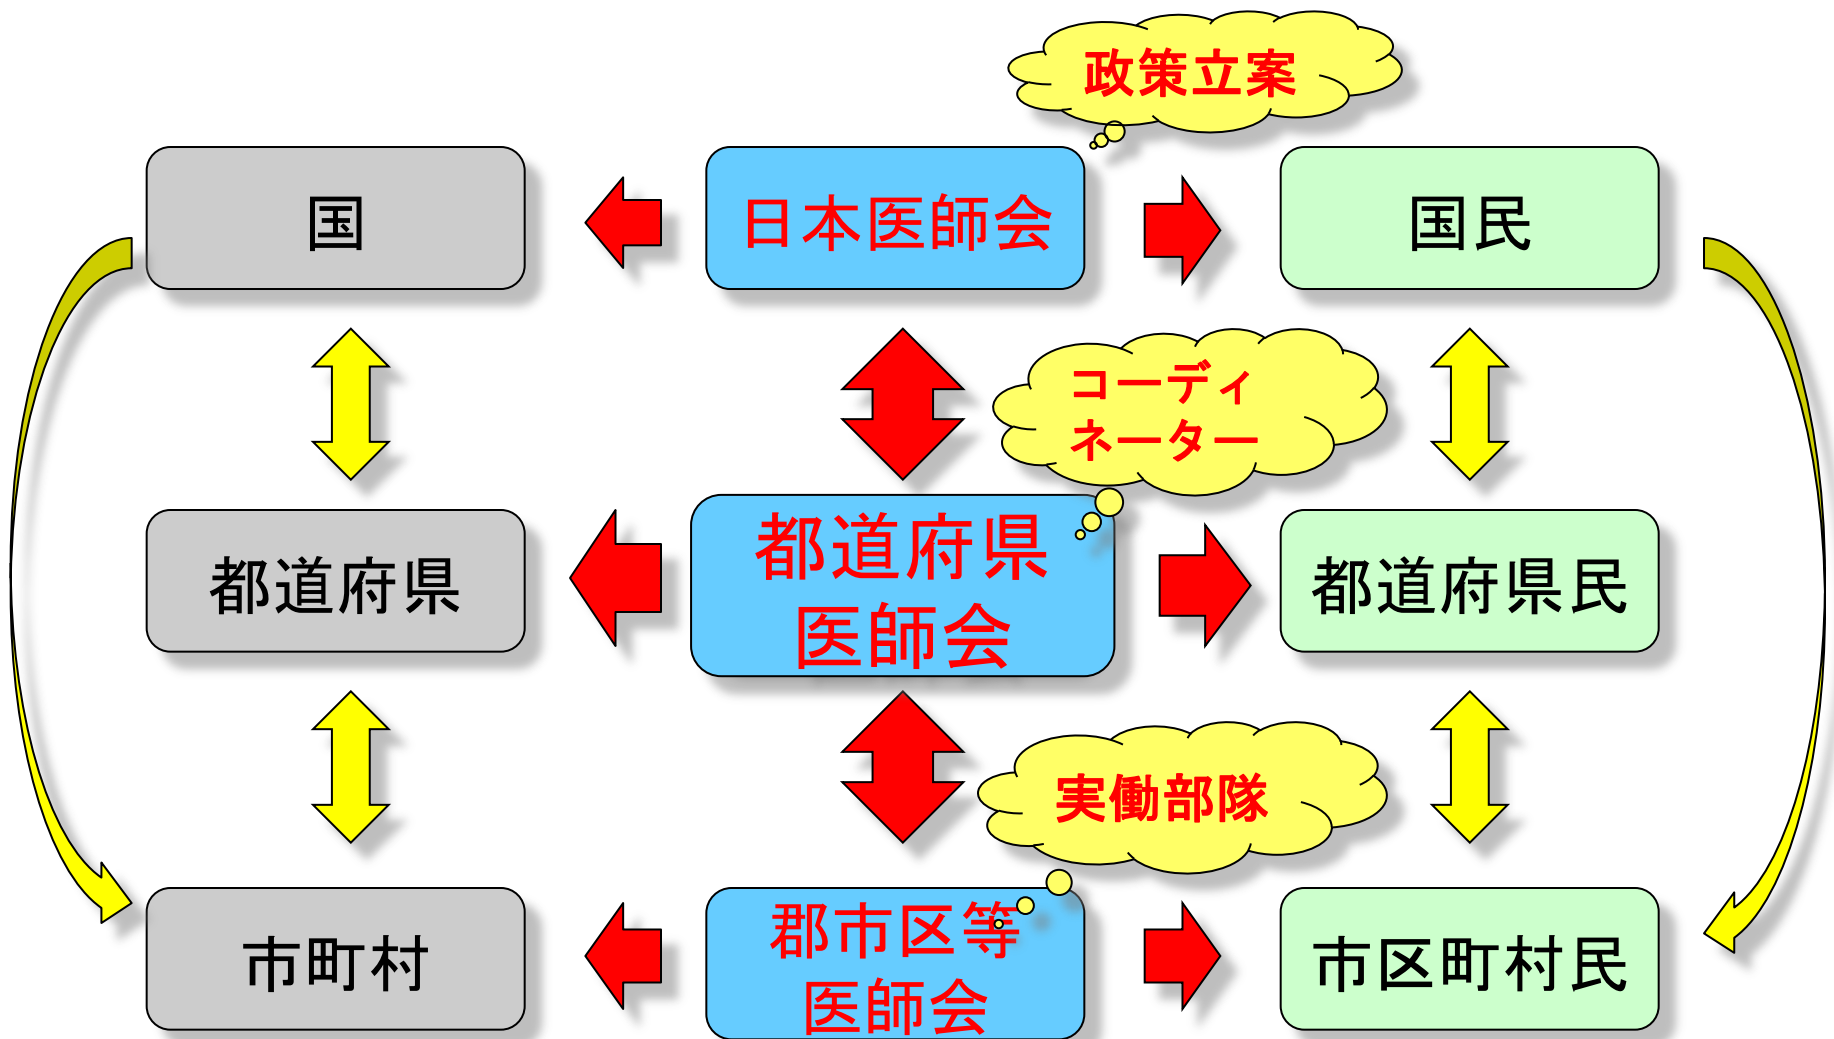 政策立案
国
日本医師会
国民
コーディ
ネーター
都道府県
都道府県
医師会
都道府県民
実働部隊
市町村
郡市区等
医師会
市区町村民